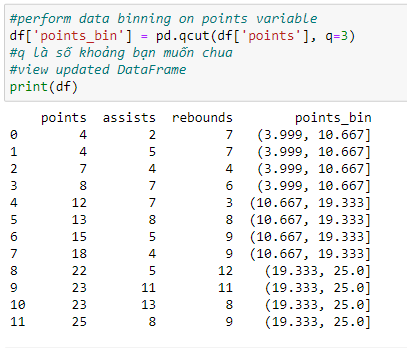 #perform data binning on points variable
df['points_bin'] = pd.qcut(df['points'], q=3)
#q là số khoảng bạn muốn chua
#view updated DataFrame
print(df)
points assists rebounds points_bin
0 4 2 7 (3.999, 10.667]
1 4 5 7 (3.999, 10.667]
2 7 4 4 (3.999, 10.667]
3 8 7 6 (3.999, 10.667]
4 12 7 3 (10.667, 19.333]
5 13 8 8 (10.667, 19.333]
6 15 5 9 (10.667, 19.333]
7 18 4 9 (10.667, 19.333]
8 22 5 12 (19.333, 25.0]
9 23 11 11 (19.333, 25.0]
10 23 13 8 (19.333, 25.0]
11 25 8 9 (19.333, 25.0]